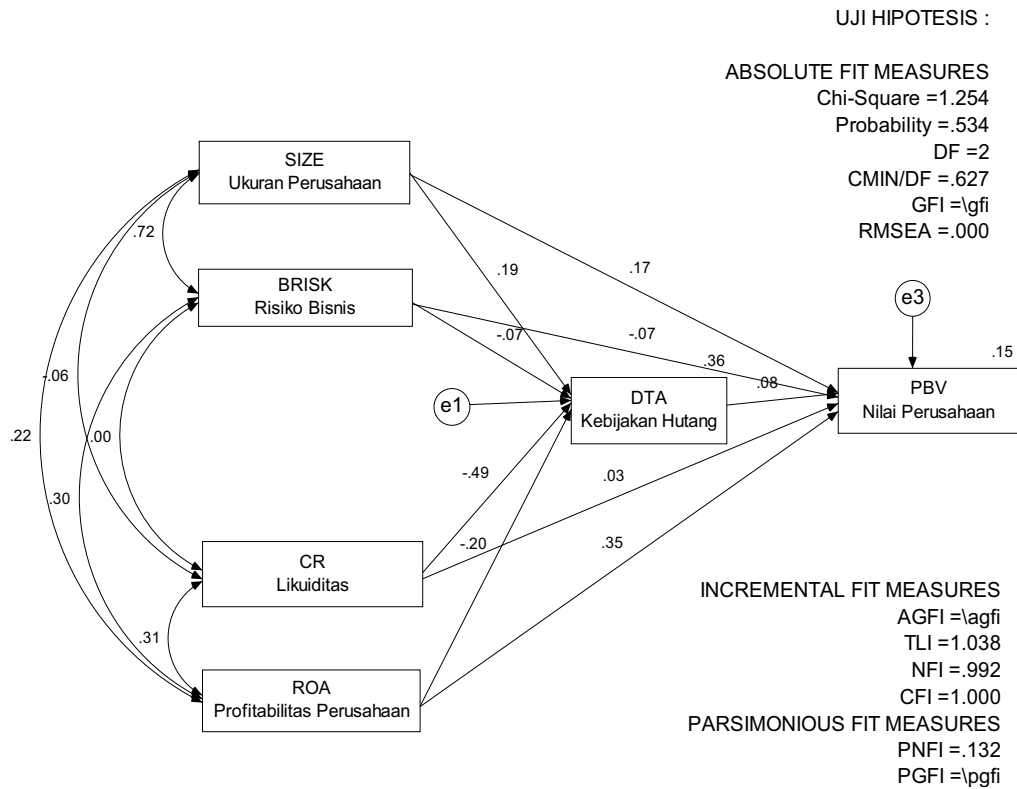 UJI HIPOTESIS :
ABSOLUTE FIT MEASURES
Chi-Square =1.254
Probability =.534
DF =2
CMIN/DF =.627
GFI =\gfi
RMSEA =.000
SIZE
Ukuran Perusahaan
.72
BRISK
Risiko Bisnis
.19
.17
-.07
-.07
.36
.08
e3
.15
PBV
Nilai Perusahaan
e1
DTA
Kebijakan Hutang
-.06
.22
.00
.30
-.49
.03
-.20
.35
CR
Likuiditas
.31
ROA
Profitabilitas Perusahaan
INCREMENTAL FIT MEASURES
AGFI =\agfi
TLI =1.038
NFI =.992
CFI =1.000
PARSIMONIOUS FIT MEASURES
PNFI =.132
PGFI =\pgfi